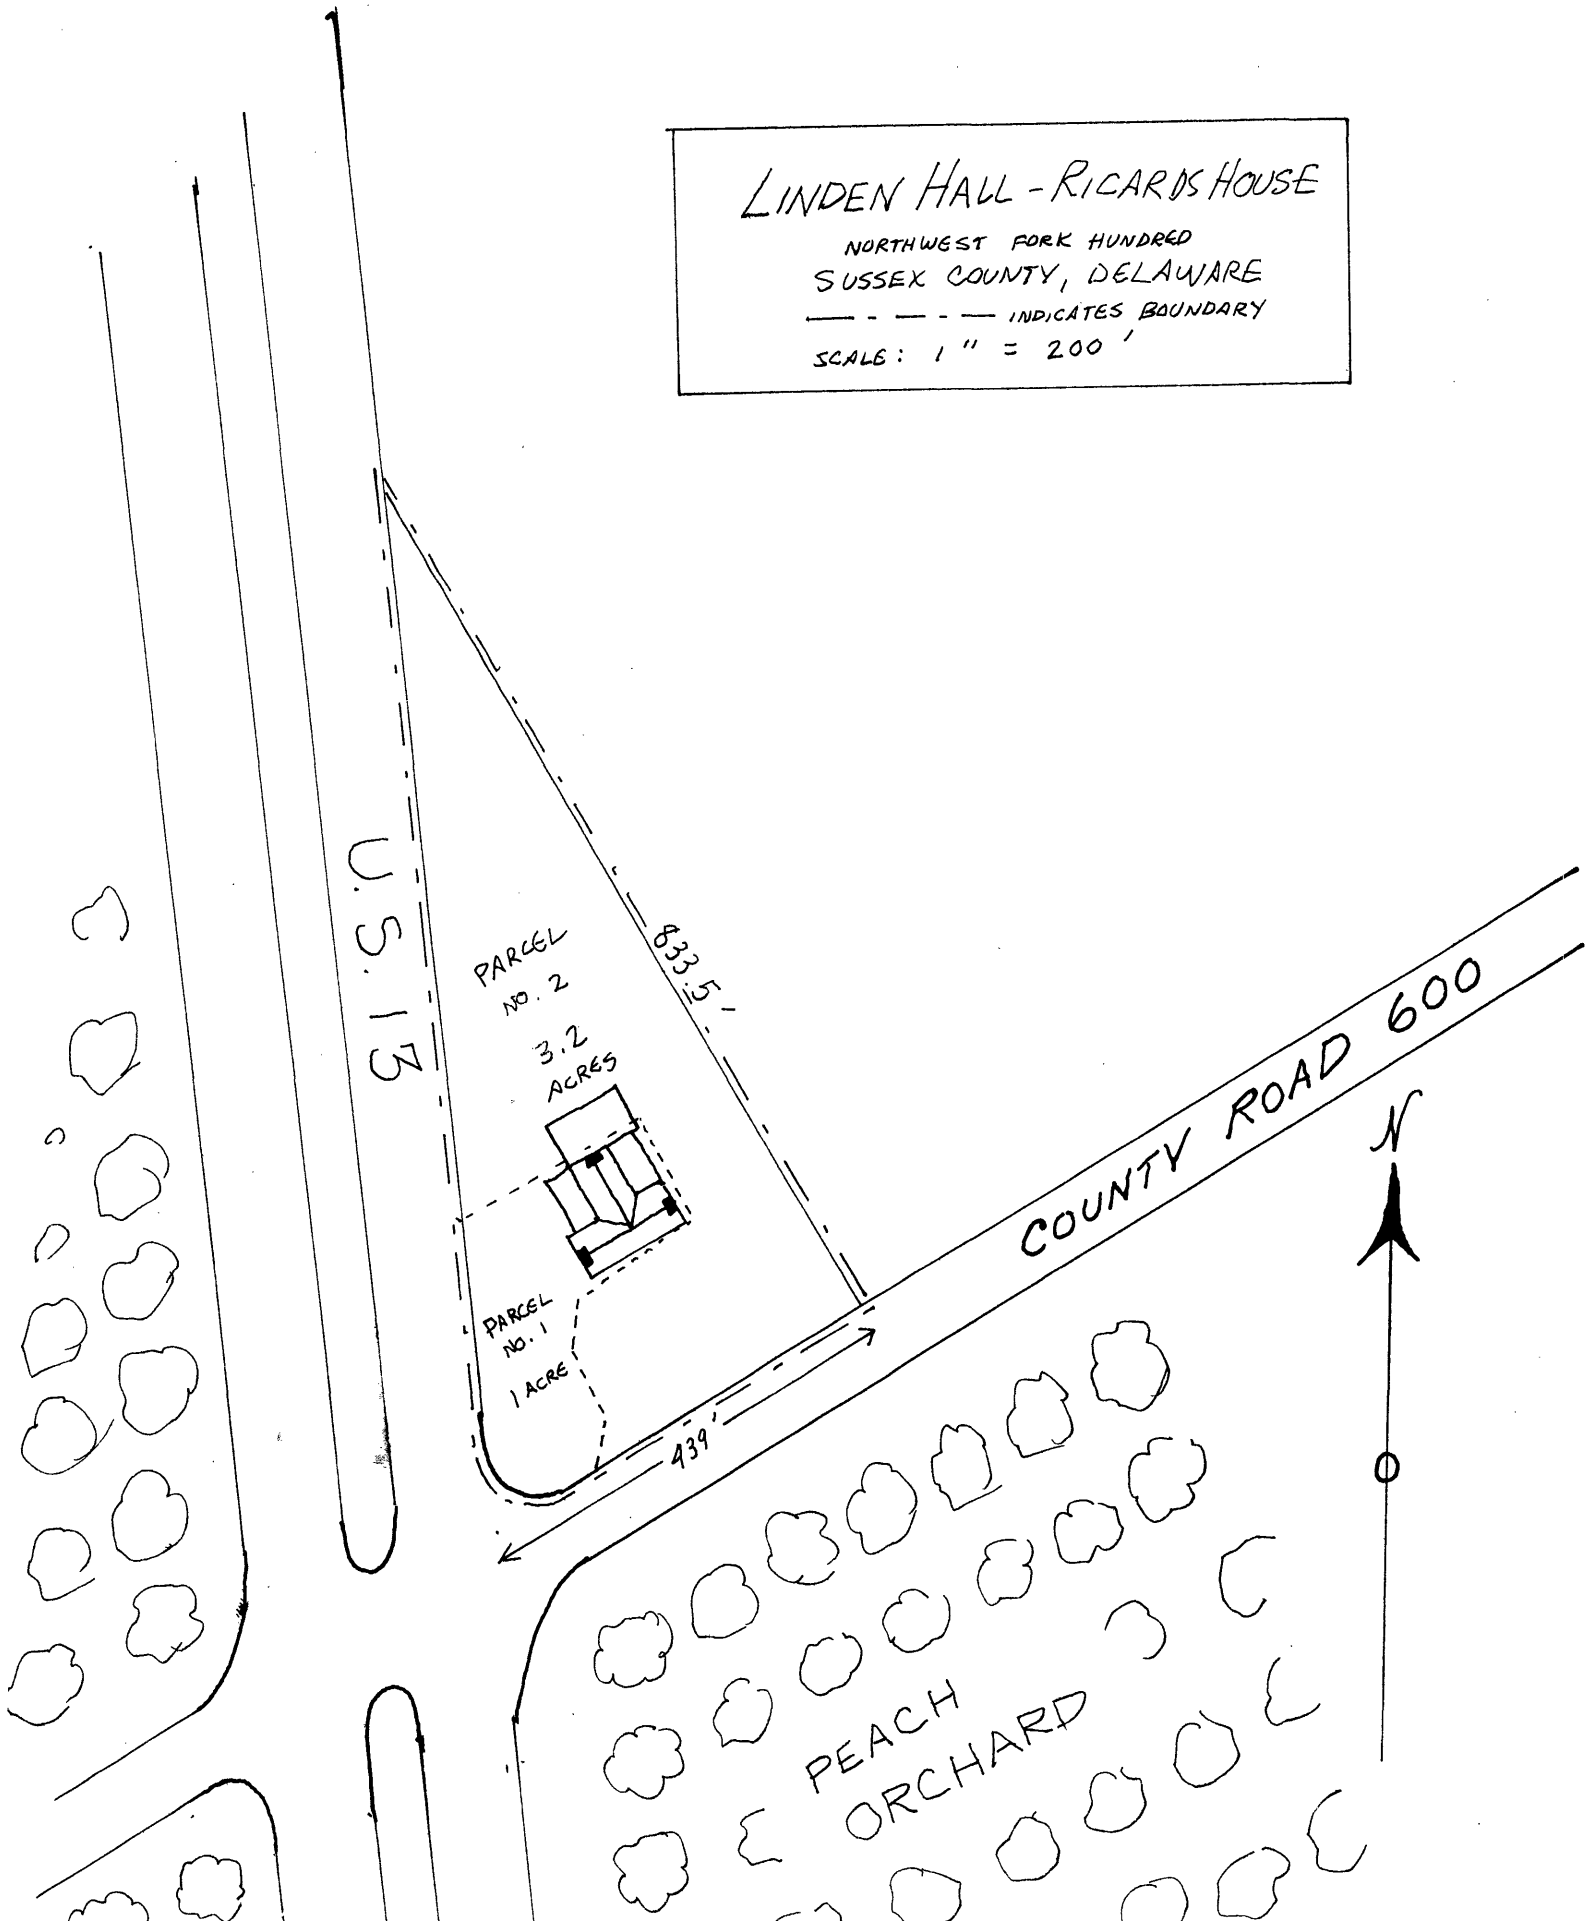 LINDEN HALL - RICARDS HOUSE
NORTHWEST FORK HUNDRED
SUSSEX COUNTY, DELAWARE
INDICATES BOUNDARY
SCALE: 1" = 200'
U.S. 13
PARCEL
NO. 2
3.2
ACRES
833.5'
COUNTY ROAD 600
N
PARCEL
NO. 1
1 ACRE
439'
PEACH
ORCHARD